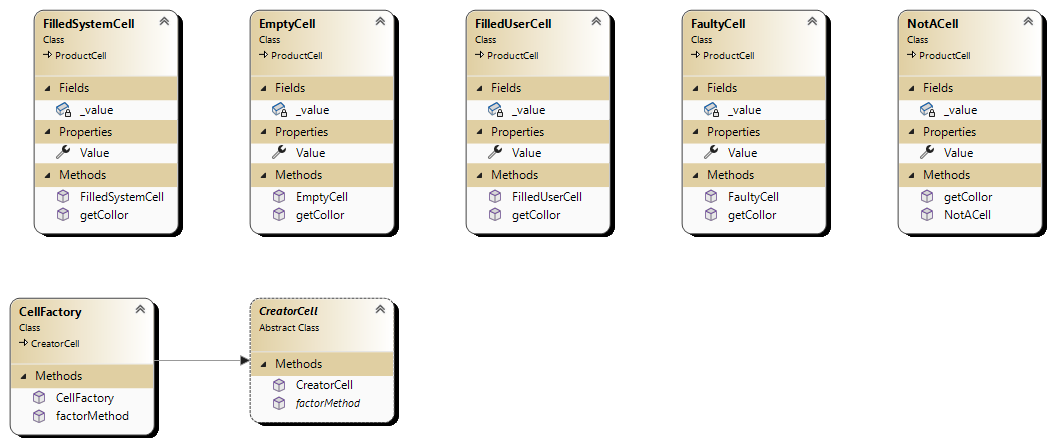 FilledSystemCell
Class
ProductCell
Fields
_value
Properties
Value
Methods
FilledSystemCell
getCollor
EmptyCell
Class
ProductCell
Fields
_value
Properties
Value
Methods
EmptyCell
getCollor
FilledUserCell
Class
ProductCell
Fields
_value
Properties
Value
Methods
FilledUserCell
getCollor
FaultyCell
Class
ProductCell
Fields
_value
Properties
Value
Methods
FaultyCell
getCollor
NotACell
Class
ProductCell
Fields
_value
Properties
Value
Methods
getCollor
NotACell
CellFactory
Class
CreatorCell
Methods
CellFactory
factorMethod
CreatorCell
Abstract Class
Methods
CreatorCell
factorMethod